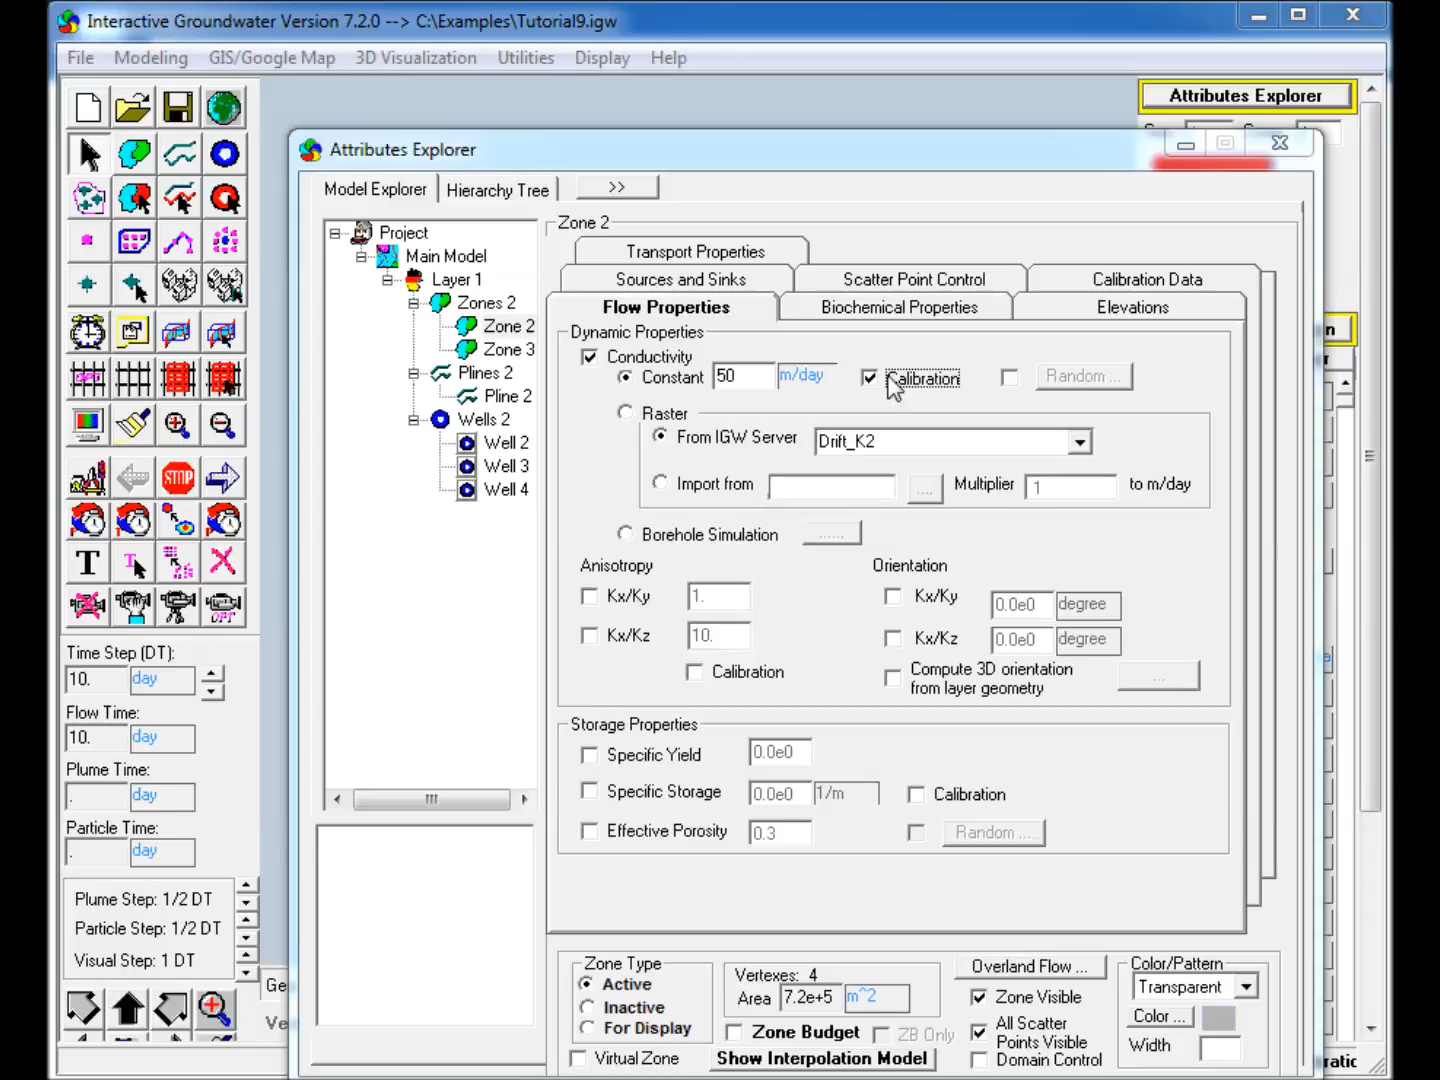 Interactive Groundwater Version 7.2.0 --> C:\Examples\Tutorial9.igw
File Modeling GIS/Google Map 3D Visualization Utilities Display Help
Attributes Explorer
Attributes Explorer
Model Explorer Hierarchy Tree >>
Project
Main Model
Layer 1
Zones 2
Zone 2
Zone 3
Plines 2
Pline 2
Wells 2
Well 2
Well 3
Well 4
Zone 2
Transport Properties
Sources and Sinks Scatter Point Control Calibration Data
Flow Properties Biochemical Properties Elevations
Dynamic Properties
Conductivity
Constant 50 m/day Calibration Random ...
Raster
From IGW Server Drift_K2
Import from .... Multiplier 1 to m/day
Borehole Simulation ......
Anisotropy Orientation
Kx/Ky 1. Kx/Ky 0.0e0 degree
Kx/Kz 10. Kx/Kz 0.0e0 degree
Calibration Compute 3D orientation from layer geometry ...
Storage Properties
Specific Yield 0.0e0
Specific Storage 0.0e0 1/m Calibration
Effective Porosity 0.3 Random ....
Zone Type
Active
Inactive
For Display
Virtual Zone
Vertexes: 4
Area 7.2e+5 m^2
Zone Budget ZB Only
Show Interpolation Model
Overland Flow ...
Zone Visible
All Scatter
Points Visible
Domain Control
Color/Pattern
Transparent
Color ...
Width
OPT
STOP
T
T
OPT
Time Step (DT):
10. day
Flow Time:
10. day
Plume Time:
. day
Particle Time:
. day
Plume Step: 1/2 DT
Particle Step: 1/2 DT
Visual Step: 1 DT
Ge
Ve
n
r
ratic